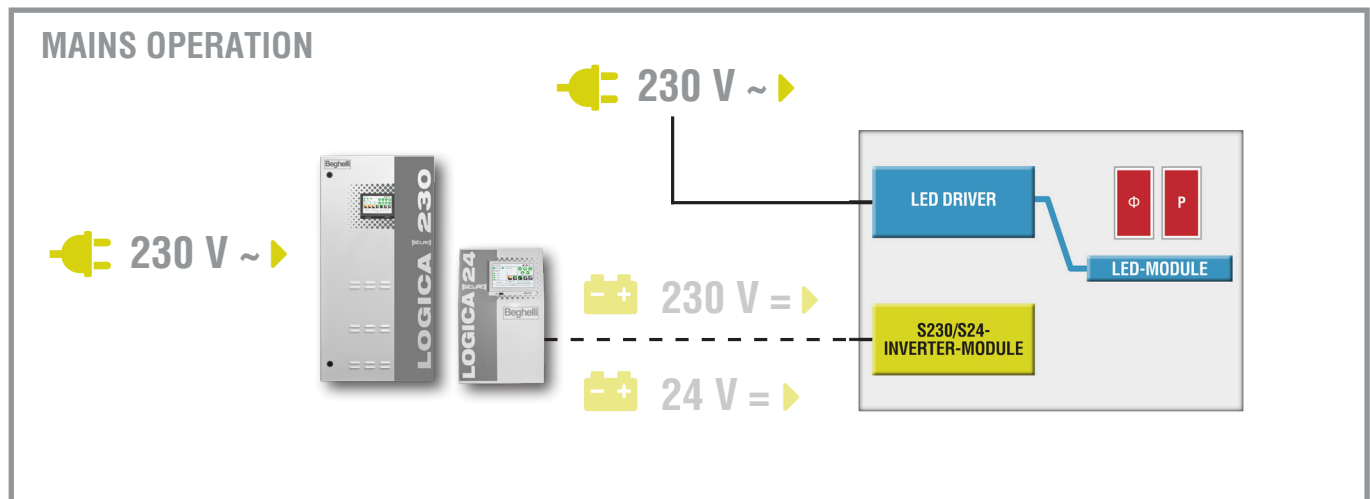 MAINS OPERATION
230 V ~
230 V ~
Beghelli
LOGICA 230
LOGICA 24
Beghelli
230 V =
24 V =
LED DRIVER
Φ
P
LED-MODULE
S230/S24-
INVERTER-MODULE